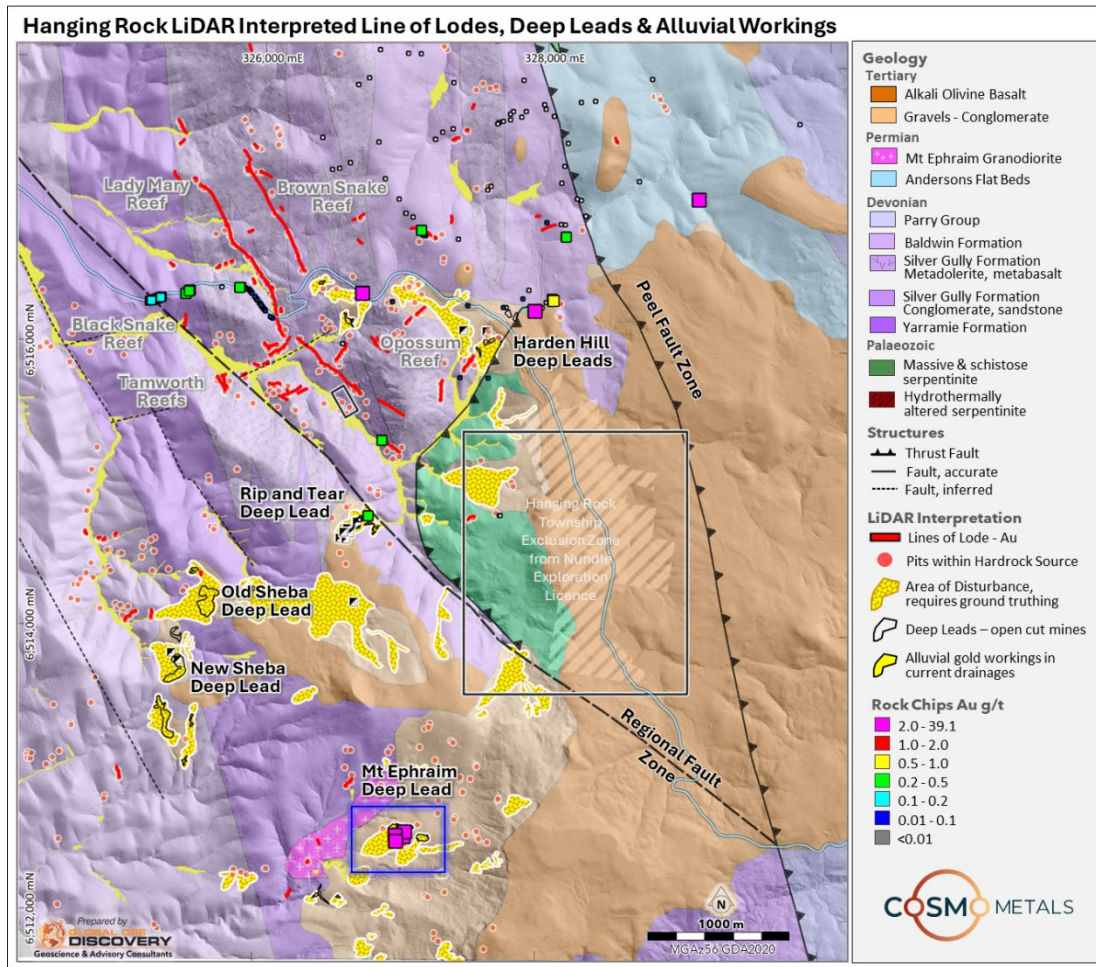 Hanging Rock LiDAR Interpreted Line of Lodes, Deep Leads & Alluvial Workings
326,000 mE
328,000 mE
6,516,000 mN
6,514,000 mN
6,512,000 mN
Lady Mary
Reef
Brown Snake
Reef
Black Snake
Reef
Tamworth
Reefs
Opossum
Reef
Harden Hill
Deep Leads
Peel Fault Zone
Rip and Tear
Deep Lead
Hanging Rock
Township
Exclusion Zone
from Nundle
Exploration
Licence
Old Sheba
Deep Lead
New Sheba
Deep Lead
Regional Fault
Zone
Mt Ephraim
Deep Lead
Prepared by
GLOBAL ORE
DISCOVERY
Geoscience & Advisory Consultants
N
1000 m
MGAz56 GDA2020
Geology
Tertiary
Alkali Olivine Basalt
Gravels - Conglomerate
Permian
Mt Ephraim Granodiorite
Andersons Flat Beds
Devonian
Parry Group
Baldwin Formation
Silver Gully Formation
Metadolerite, metabasalt
Silver Gully Formation
Conglomerate, sandstone
Yarramie Formation
Palaeozoic
Massive & schistose
serpentinite
Hydrothermally
altered serpentinite
Structures
Thrust Fault
Fault, accurate
Fault, inferred
LiDAR Interpretation
Lines of Lode - Au
Pits within Hardrock Source
Area of Disturbance,
requires ground truthing
Deep Leads – open cut mines
Alluvial gold workings in
current drainages
Rock Chips Au g/t
2.0 - 39.1
1.0 - 2.0
0.5 - 1.0
0.2 - 0.5
0.1 - 0.2
0.01 - 0.1
<0.01
COSMO METALS